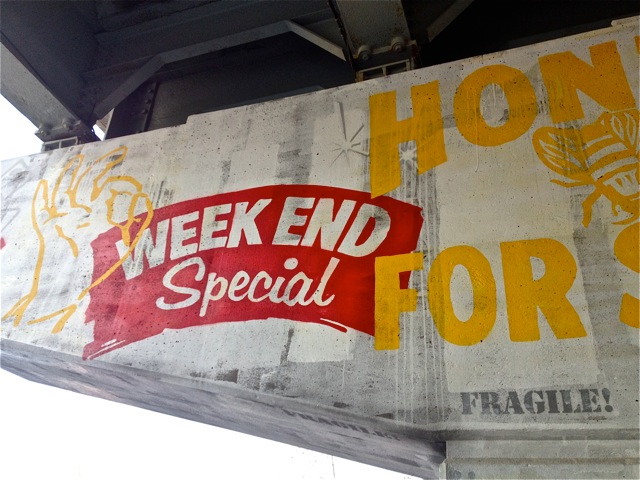 WEEK END
Special
HON
FOR S
FRAGILE!